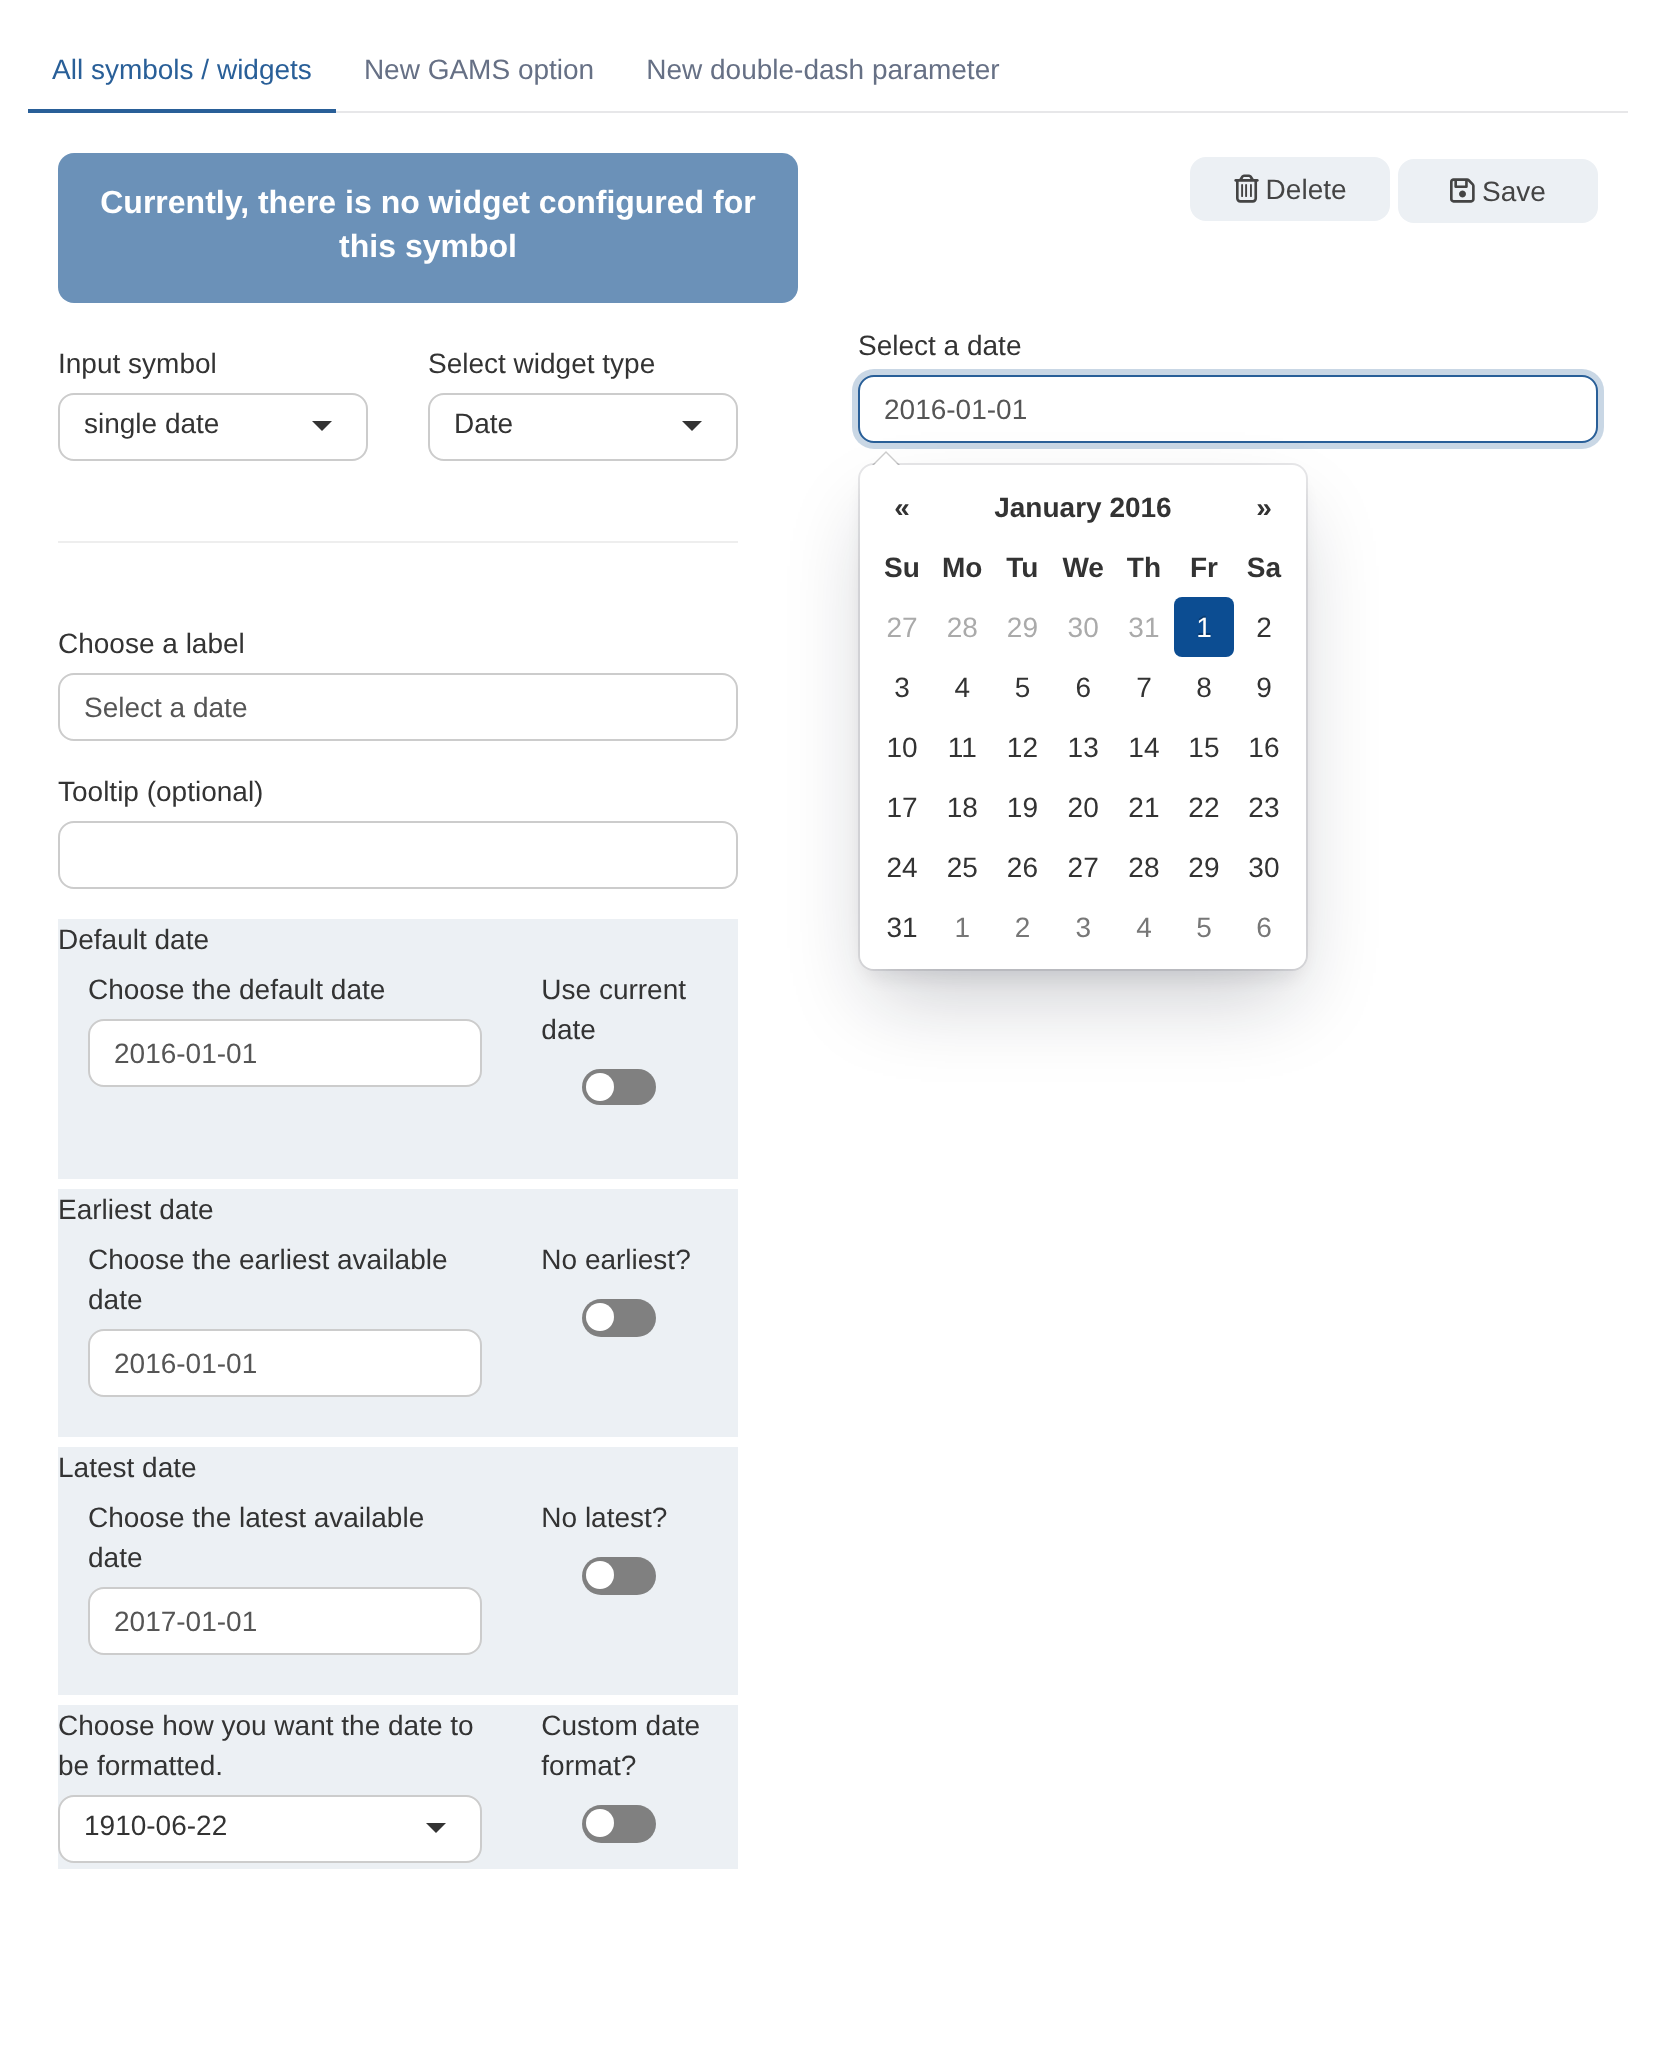 All symbols / widgets New GAMS option New double-dash parameter
Currently, there is no widget configured for
this symbol
Delete Save
Input symbol Select widget type
single date Date
Choose a label
Select a date
Tooltip (optional)
Default date
Choose the default date Use current
date
2016-01-01
Earliest date
Choose the earliest available No earliest?
date
2016-01-01
Latest date
Choose the latest available No latest?
date
2017-01-01
Choose how you want the date to Custom date
be formatted. format?
1910-06-22
Select a date
2016-01-01
« January 2016 »
Su Mo Tu We Th Fr Sa
27 28 29 30 31 1 2
3 4 5 6 7 8 9
10 11 12 13 14 15 16
17 18 19 20 21 22 23
24 25 26 27 28 29 30
31 1 2 3 4 5 6